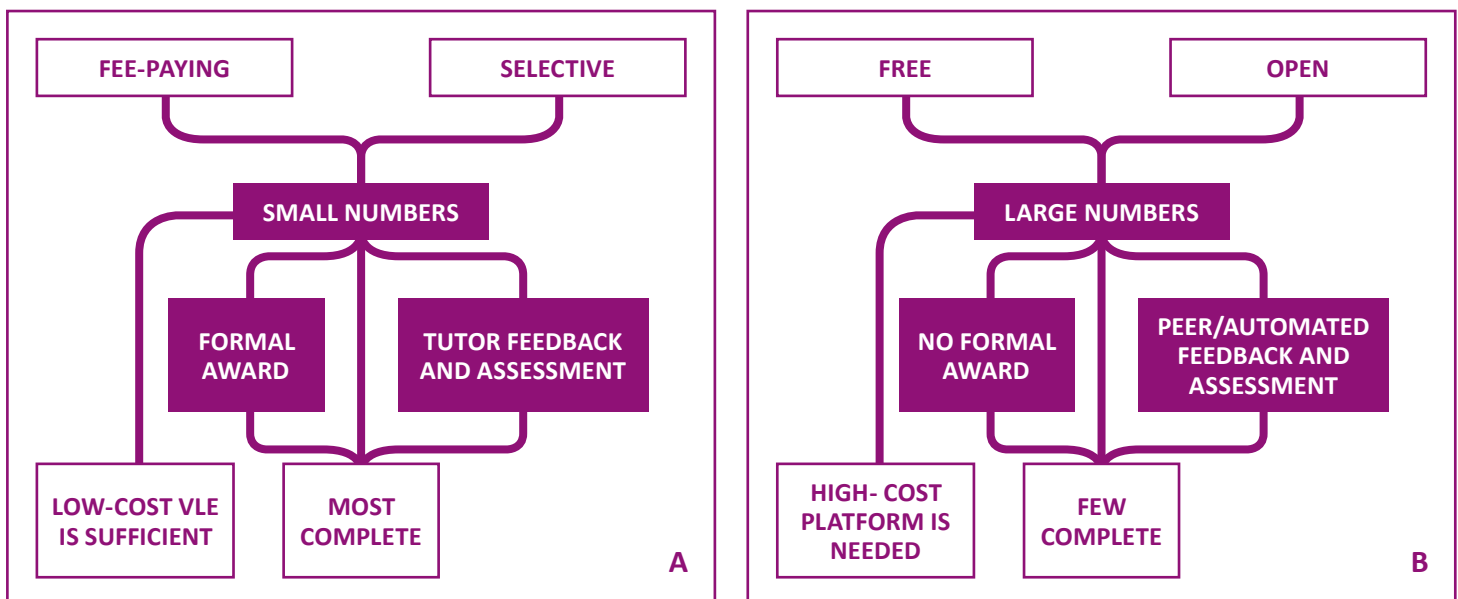 FEE-PAYING
SELECTIVE
SMALL NUMBERS
FORMAL
AWARD
TUTOR FEEDBACK
AND ASSESSMENT
LOW-COST VLE
IS SUFFICIENT
MOST
COMPLETE
A
FREE
OPEN
LARGE NUMBERS
NO FORMAL
AWARD
PEER/AUTOMATED
FEEDBACK AND
ASSESSMENT
HIGH- COST
PLATFORM IS
NEEDED
FEW
COMPLETE
B